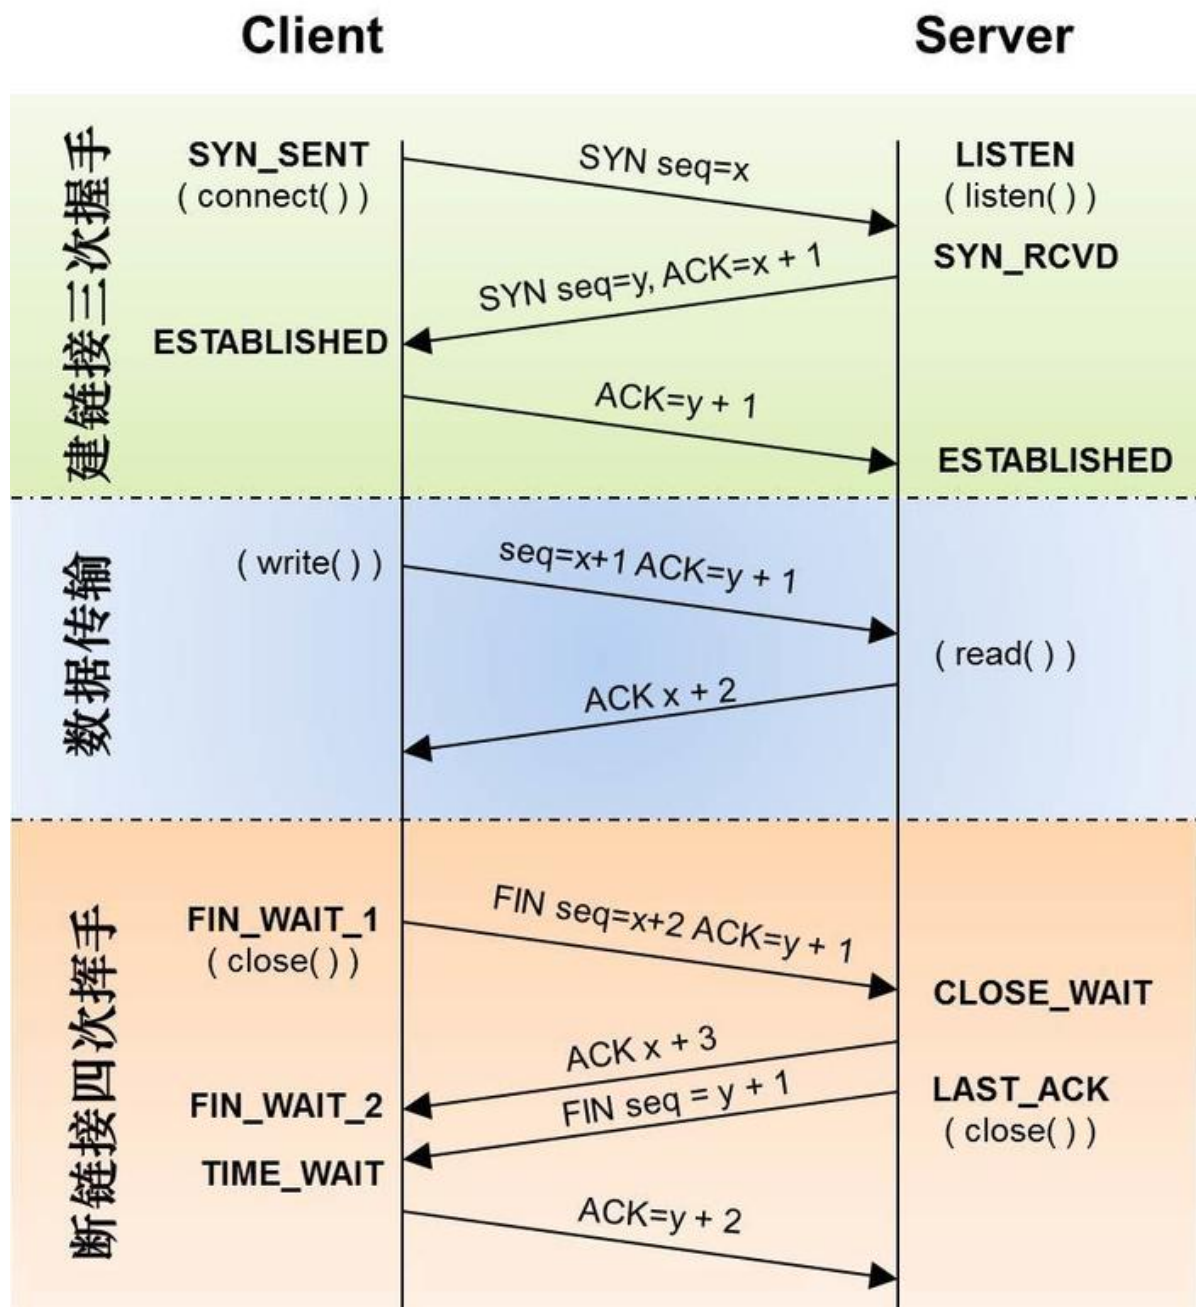 Client
Server
建链接三次握手
SYN_SENT
( connect( ) )
SYN seq=x
LISTEN
( listen( ) )
SYN_RCVD
SYN seq=y, ACK=x + 1
ESTABLISHED
ACK=y + 1
ESTABLISHED
数据传输
( write( ) )
seq=x+1 ACK=y + 1
( read( ) )
ACK x + 2
断链接四次挥手
FIN_WAIT_1
( close( ) )
FIN seq=x+2 ACK=y + 1
CLOSE_WAIT
ACK x + 3
FIN_WAIT_2
FIN seq = y + 1
LAST_ACK
( close( ) )
TIME_WAIT
ACK=y + 2